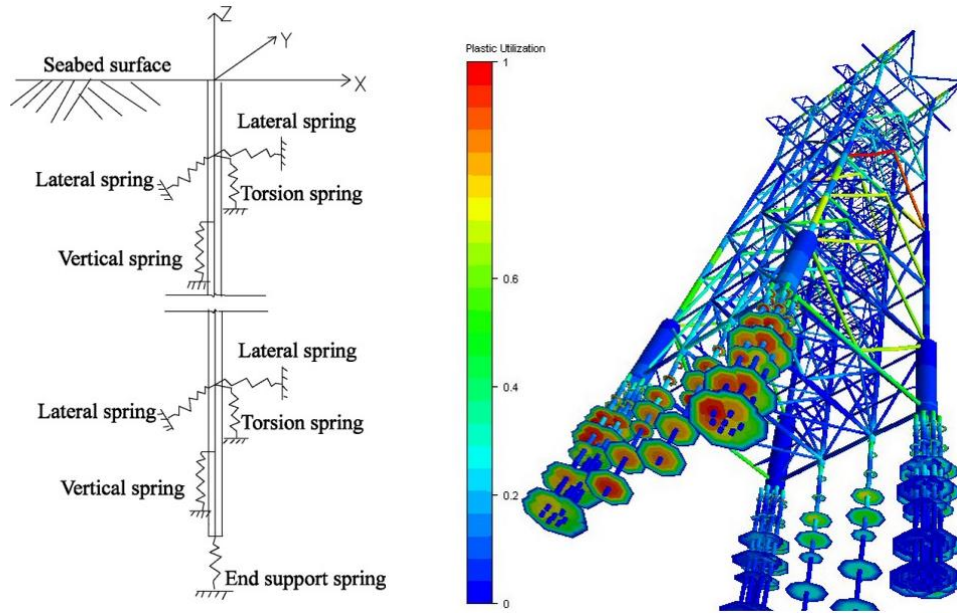 Z
Y
X
Seabed surface
Lateral spring
Lateral spring
Torsion spring
Vertical spring
Lateral spring
Lateral spring
Torsion spring
Vertical spring
End support spring
Plastic Utilization
1
0.6
0.4
0.2
0